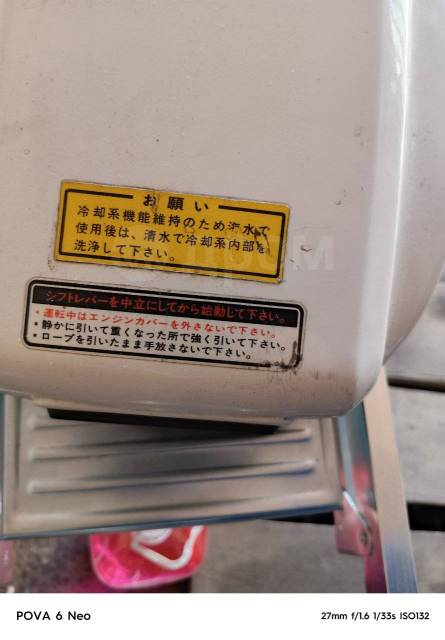 お願い
冷却系機能維持のため海水で
使用後は、清水で冷却系内部を
洗浄して下さい。
シフトレバーを中立にしてから始動して下さい。
• 運転中はエンジンカバーを外さないで下さい。
• 静かに引いて重くなった所で強く引いて下さい。
• ロープを引いたまま手放さないで下さい。
POVA 6 Neo
27mm f/1.6 1/33s ISO132